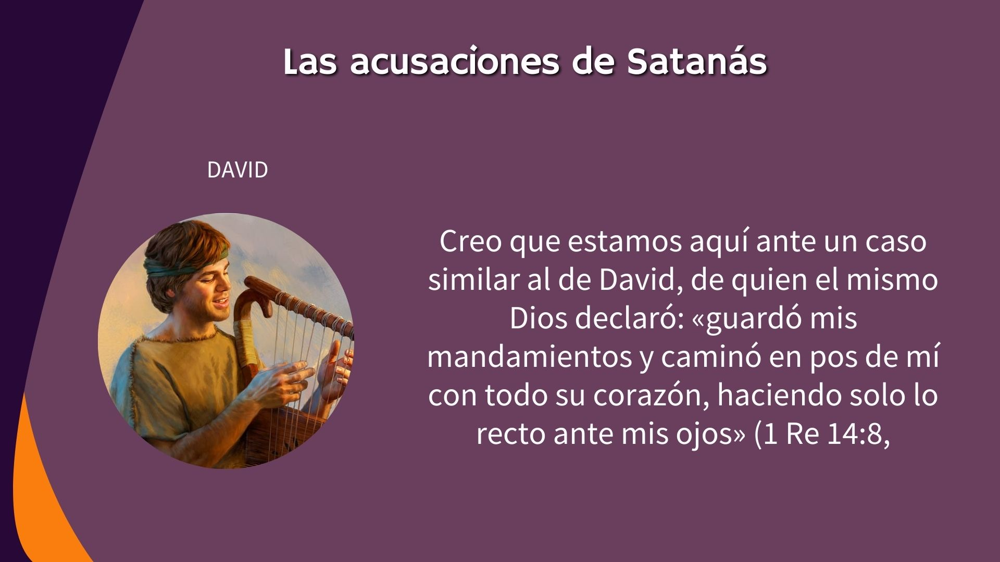 Las acusaciones de Satanás
DAVID
Creo que estamos aquí ante un caso
similar al de David, de quien el mismo
Dios declaró: «guardó mis
mandamientos y caminó en pos de mí
con todo su corazón, haciendo solo lo
recto ante mis ojos» (1 Re 14:8,